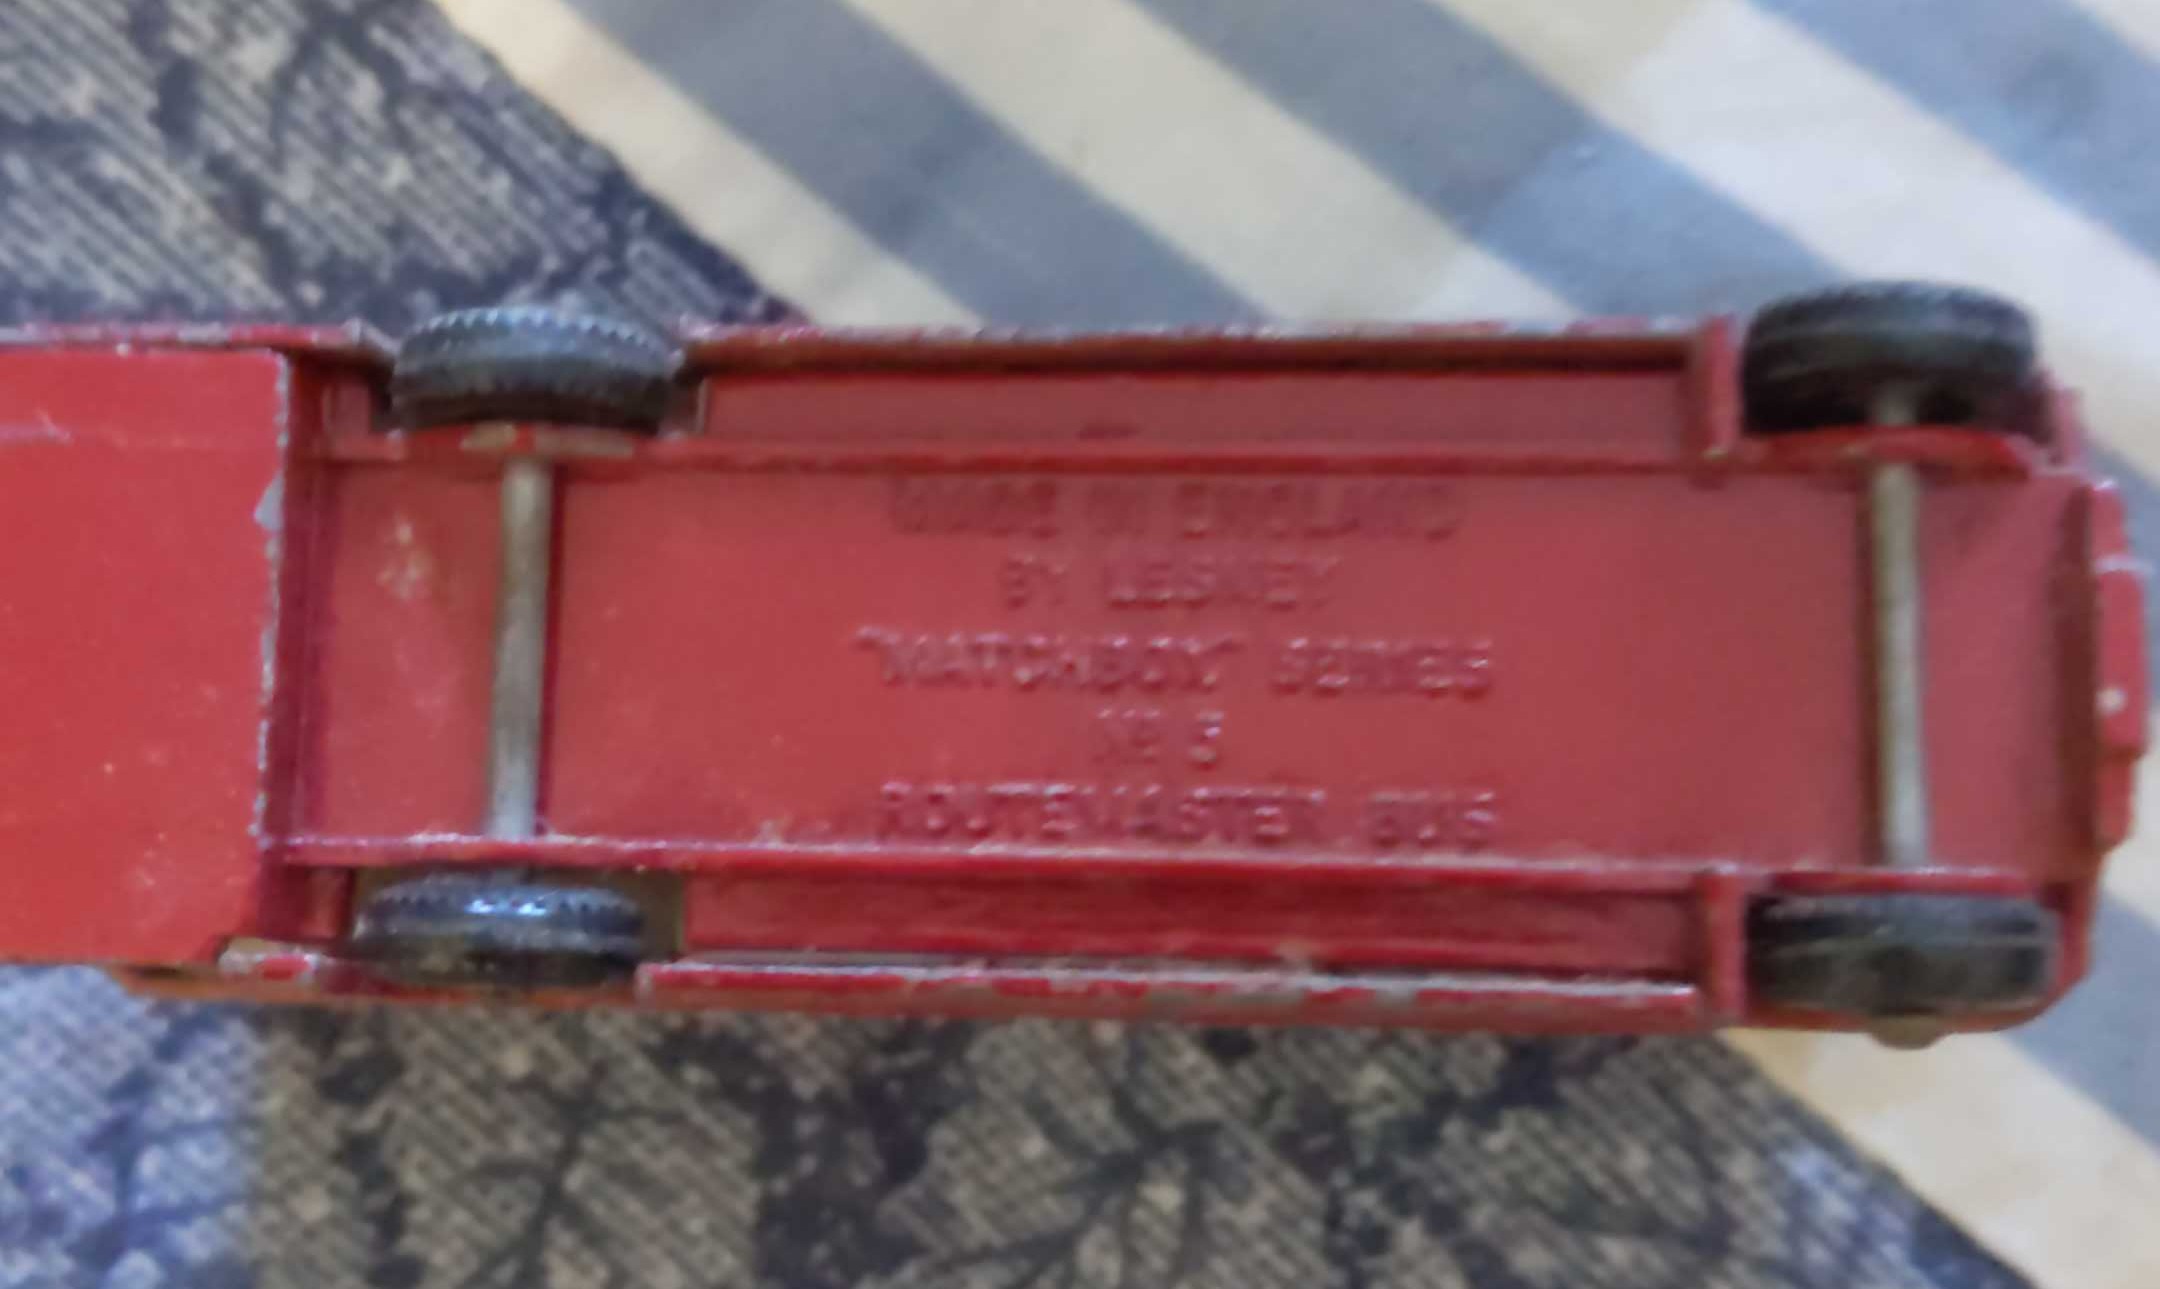 MADE IN ENGLAND
BY LESNEY
"MATCHBOX" SERIES
Nº 5
ROUTEMASTER BUS